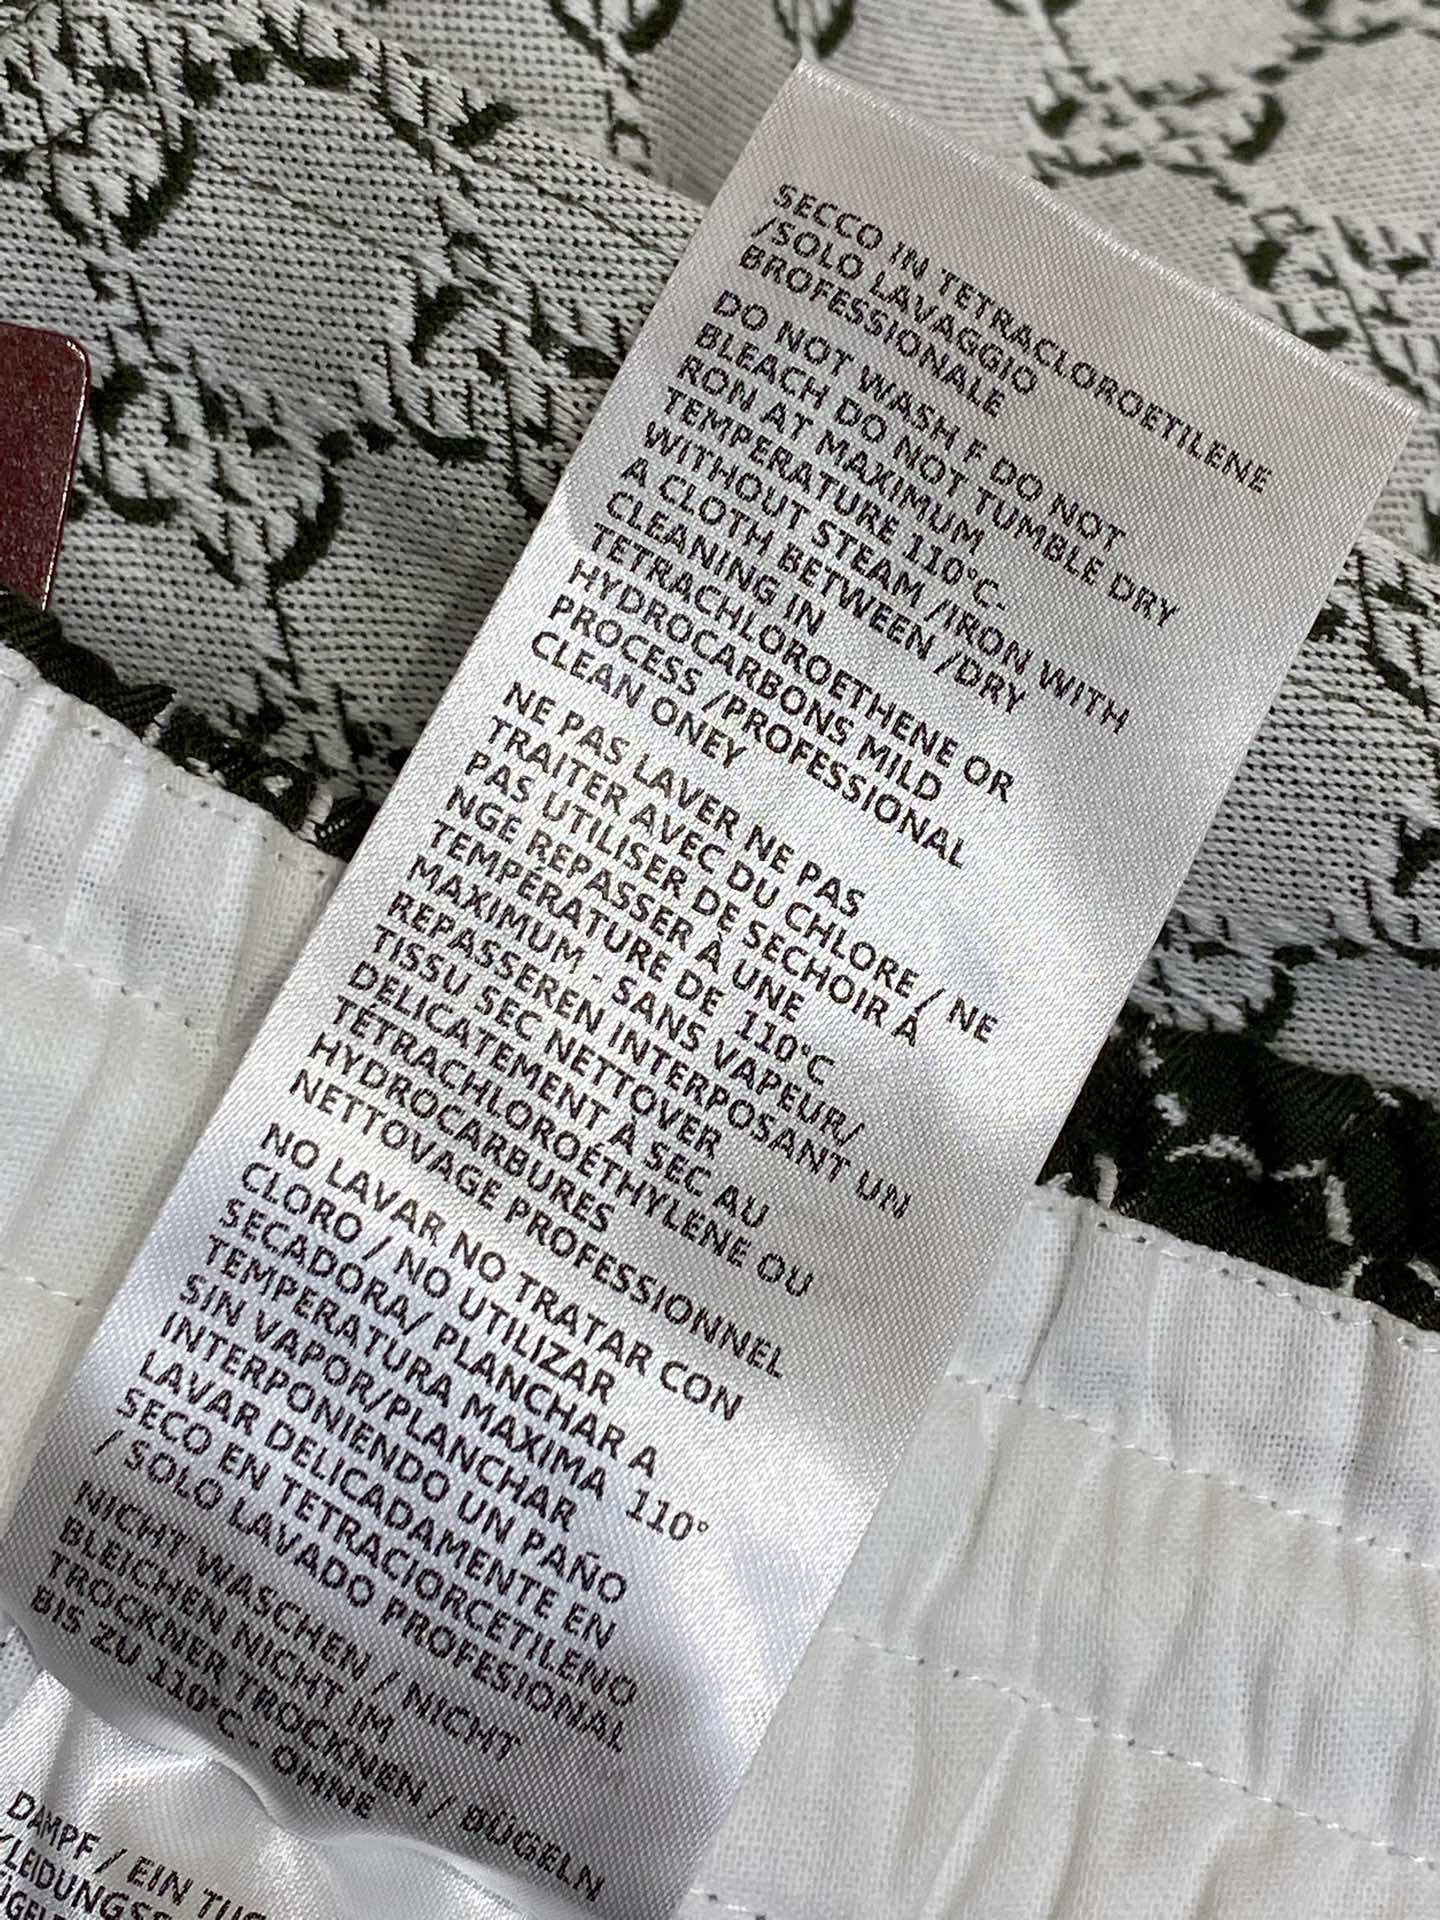 SECCO IN TETRACLOROETILENE
/SOLO LAVAGGIO
BROFESSIONALE
DO NOT WASH F DO NOT
BLEACH DO NOT TUMBLE DRY
RON AT MAXIMUM
TEMPERATURE 110°C-
WITHOUT STEAM /IRON WITH
A CLOTH BETWEEN /DRY
CLEANING IN
TETRACHLOROETHENE OR
HYDROCARBONS MILD
PROCESS /PROFESSIONAL
CLEAN ONEY
NE PAS LAVER NE PAS
TRAITER AVEC DU CHLORE / NE
PAS UTILISER DE SECHOIR À
NGE REPASSER À UNE
TEMPÉRATURE DE 110°C
MAXIMUM - SANS VAPEUR/
REPASSEREN INTERPOSANT UN
TISSU SEC NETTOVER
DELICATEMENT À SEC AU
TÉTRACHLOROÉTHYLÈNE OU
HYDROCARBURES
NETTOVAGE PROFESSIONNEL
NO LAVAR NO TRATAR CON
CLORO / NO UTILIZAR
SECADORA/ PLANCHAR A
TEMPERATURA MAXIMA 110°
SIN VAPOR/PLANCHAR
INTERPONIENDO UN PAÑO
LAVAR DELICADAMENTE EN
SECO EN TETRACIORCETILENO
/ SOLO LAVADO PROFESIONAL
NICHT WASCHEN / NICHT
BLEICHEN NICHT IM
TROCKNER TROCKNEN / BÜGELN
BIS ZU 110°C - OHNE
DAMPF / EIN